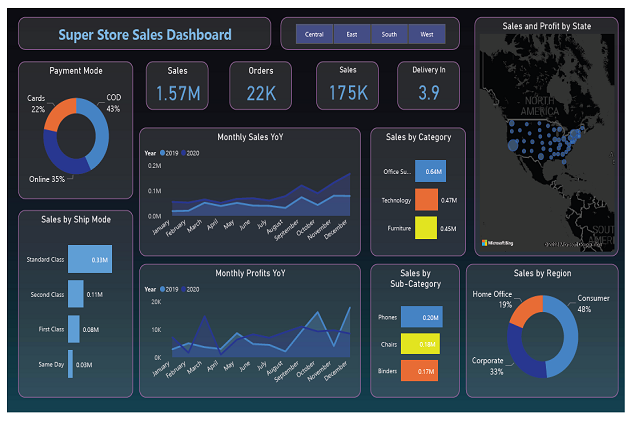 Super Store Sales Dashboard
Central
East
South
West
Sales and Profit by State
Payment Mode
Cards
22%
COD
43%
Online 35%
Sales
1.57M
Orders
22K
Sales
175K
Delivery In
3.9
NORTH
AMERICA
SOUTH
AMERI
Microsoft Bing
Monthly Sales YoY
Year 2019 2020
0.2M
0.1M
0.0M
January
February
March
April
May
June
July
August
September
October
November
December
Sales by Category
Office Su...
0.64M
Technology
0.47M
Furniture
0.45M
Sales by Ship Mode
Standard Class
0.33M
Second Class
0.11M
First Class
0.08M
Same Day
0.03M
Monthly Profits YoY
Year 2019 2020
20K
10K
0K
January
February
March
April
May
June
July
August
September
October
November
December
Sales by
Sub-Category
Phones
0.20M
Chairs
0.18M
Binders
0.17M
Sales by Region
Home Office
19%
Consumer
48%
Corporate
33%